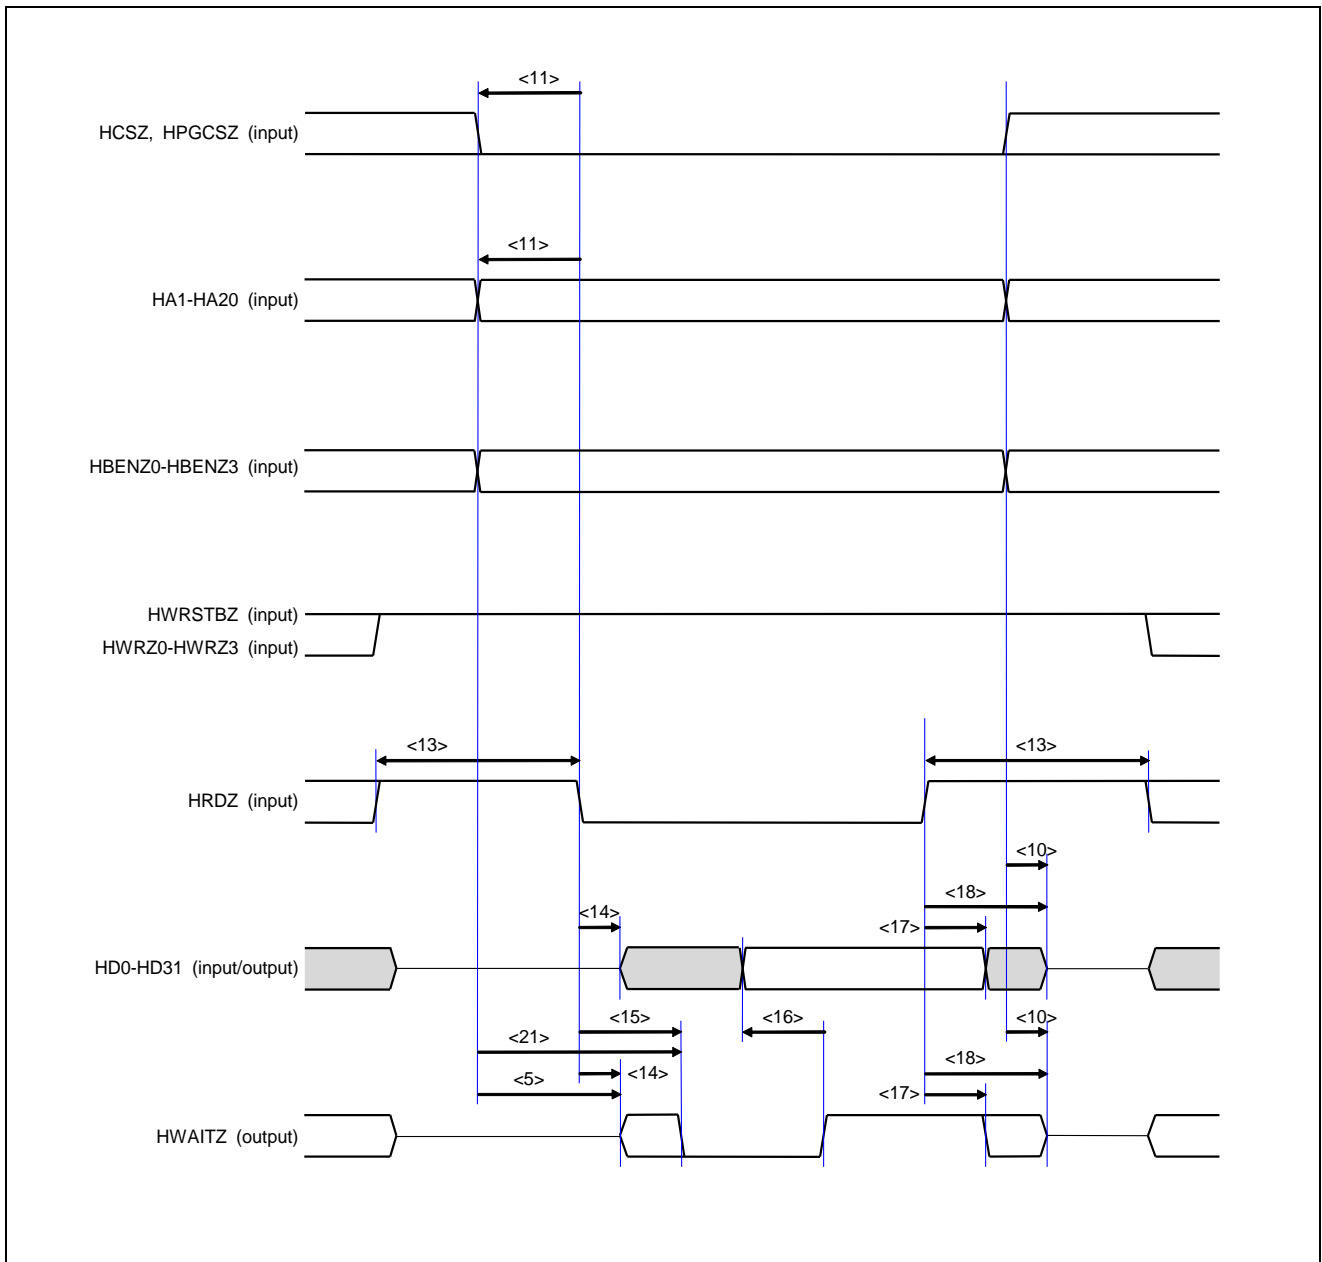 <11>
HCSZ, HPGCSZ (input)
<11>
HA1-HA20 (input)
HBENZ0-HBENZ3 (input)
HWRSTBZ (input)
HWRZ0-HWRZ3 (input)
<13> <13>
HRDZ (input)
<10>
<18>
<14> <17>
HD0-HD31 (input/output)
<15> <16> <10>
<21>
<18>
<14>
<5> <17>
HWAITZ (output)